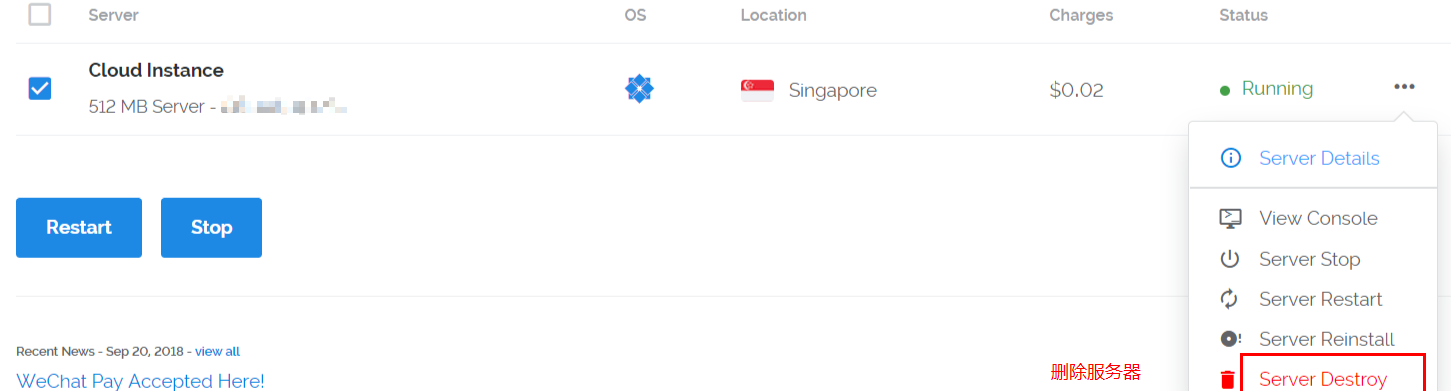 Server OS Location Charges Status
Cloud Instance
512 MB Server -
Singapore $0.02 Running
Server Details
View Console
Server Stop
Server Restart
Server Reinstall
Server Destroy
Restart Stop
Recent News - Sep 20, 2018 - view all
WeChat Pay Accepted Here!
删除服务器